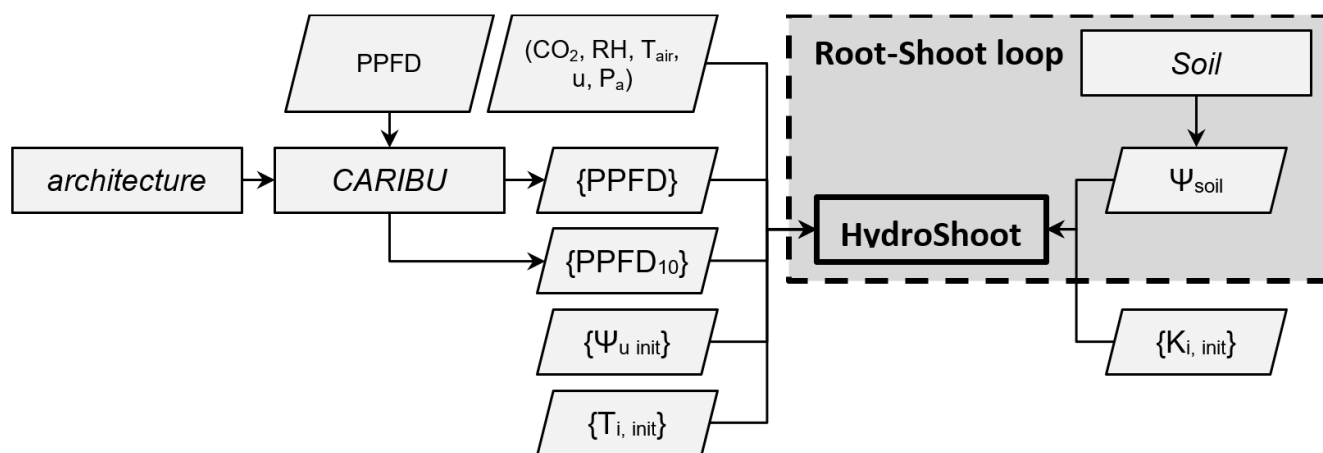 PPFD
(CO₂, RH, Tair,
u, Pa)
Root-Shoot loop
Soil
architecture
CARIBU
{PPFD}
Ψsoil
HydroShoot
{PPFD₁₀}
{Ψu init}
{Ki, init}
{Ti, init}